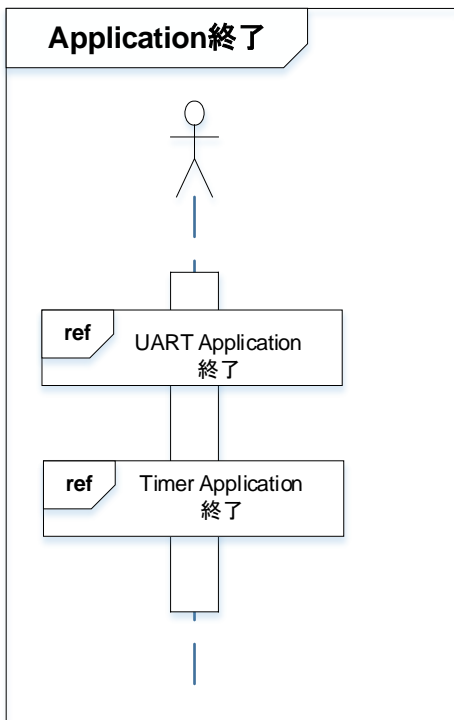 Application終了
ref
UART Application
終了
ref
Timer Application
終了